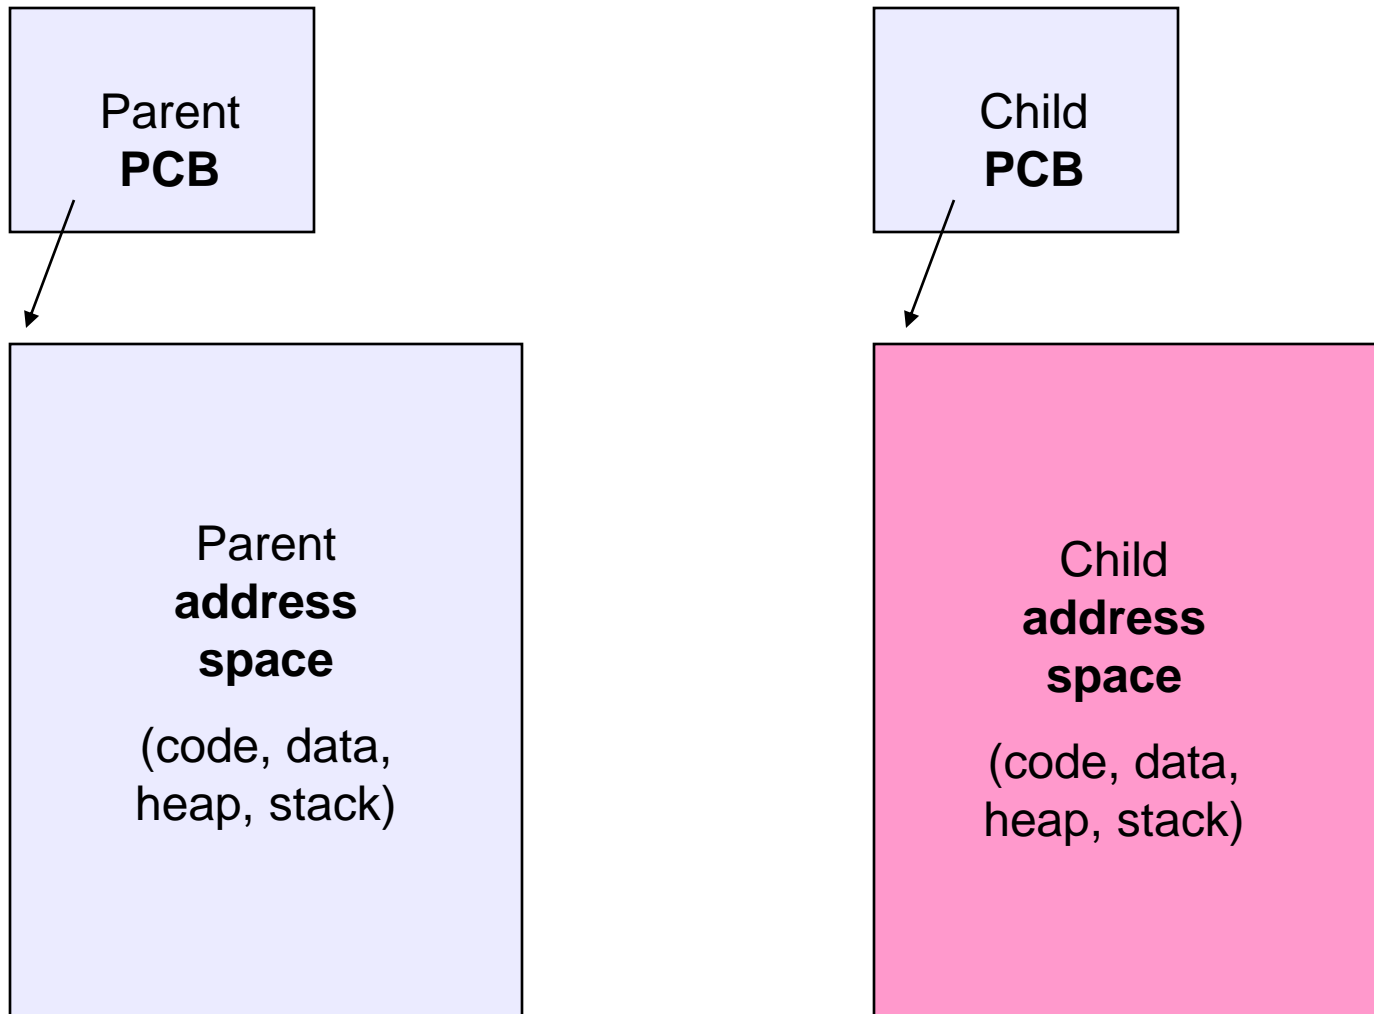 Parent
PCB
Child
PCB
Parent
address
space
(code, data,
heap, stack)
Child
address
space
(code, data,
heap, stack)